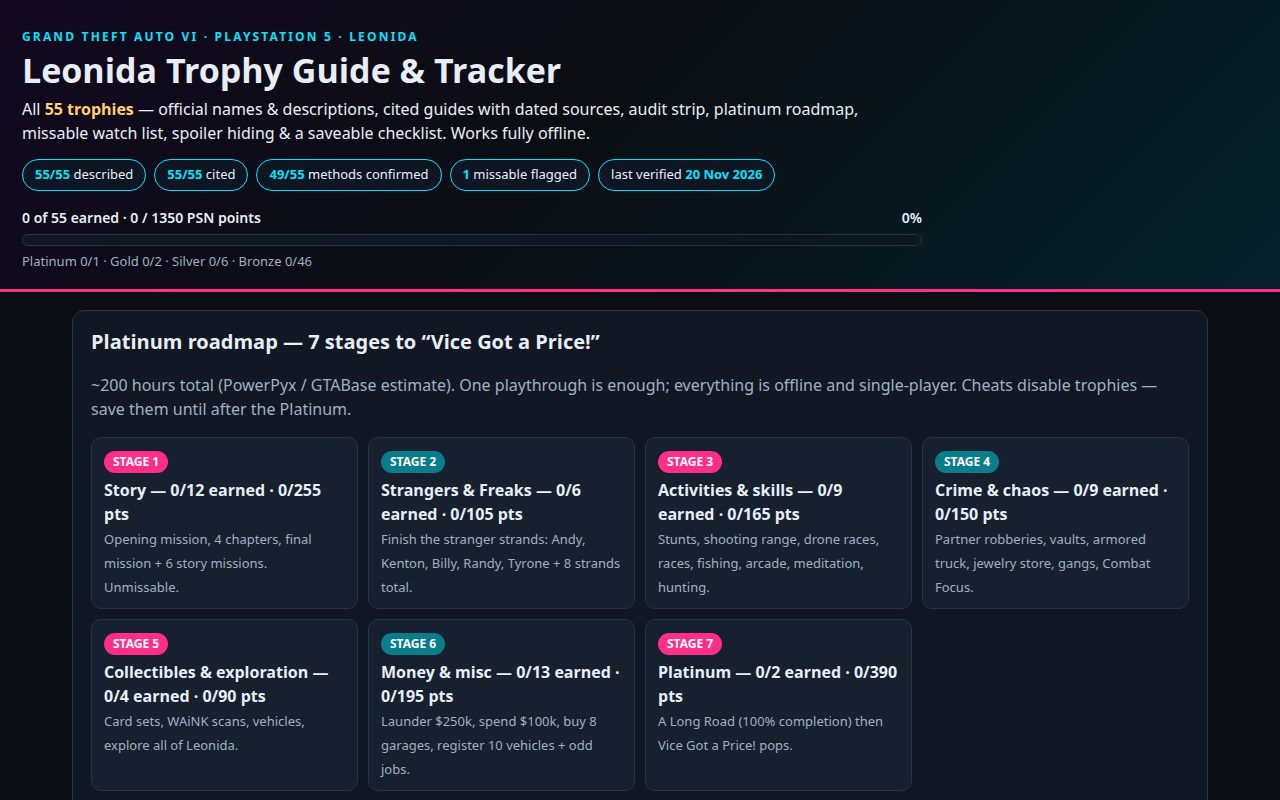 GRAND THEFT AUTO VI · PLAYSTATION 5 · LEONIDA
Leonida Trophy Guide & Tracker
All 55 trophies — official names & descriptions, cited guides with dated sources, audit strip, platinum roadmap,
missable watch list, spoiler hiding & a saveable checklist. Works fully offline.
55/55 described
55/55 cited
49/55 methods confirmed
1 missable flagged
last verified 20 Nov 2026
0 of 55 earned · 0 / 1350 PSN points
0%
Platinum 0/1 · Gold 0/2 · Silver 0/6 · Bronze 0/46
Platinum roadmap — 7 stages to “Vice Got a Price!”
~200 hours total (PowerPyx / GTABase estimate). One playthrough is enough; everything is offline and single-player. Cheats disable trophies —
save them until after the Platinum.
STAGE 1
Story — 0/12 earned · 0/255
pts
Opening mission, 4 chapters, final
mission + 6 story missions.
Unmissable.
STAGE 2
Strangers & Freaks — 0/6
earned · 0/105 pts
Finish the stranger strands: Andy,
Kenton, Billy, Randy, Tyrone + 8 strands
total.
STAGE 3
Activities & skills — 0/9
earned · 0/165 pts
Stunts, shooting range, drone races,
races, fishing, arcade, meditation,
hunting.
STAGE 4
Crime & chaos — 0/9 earned ·
0/150 pts
Partner robberies, vaults, armored
truck, jewelry store, gangs, Combat
Focus.
STAGE 5
Collectibles & exploration —
0/4 earned · 0/90 pts
Card sets, WAiNK scans, vehicles,
explore all of Leonida.
STAGE 6
Money & misc — 0/13 earned ·
0/195 pts
Launder $250k, spend $100k, buy 8
garages, register 10 vehicles + odd
jobs.
STAGE 7
Platinum — 0/2 earned · 0/390
pts
A Long Road (100% completion) then
Vice Got a Price! pops.